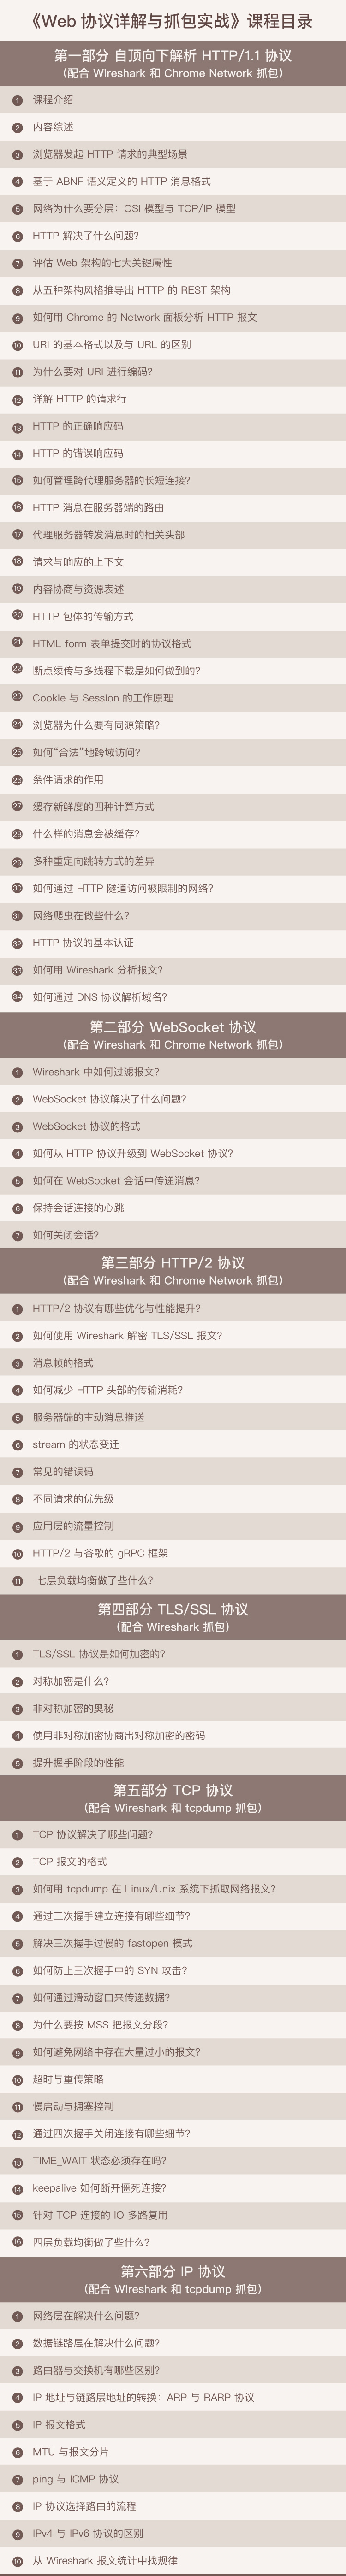 《Web 协议详解与抓包实战》课程目录
第一部分 自顶向下解析 HTTP/1.1 协议
（配合 Wireshark 和 Chrome Network 抓包）
1 课程介绍
2 内容综述
3 浏览器发起 HTTP 请求的典型场景
4 基于 ABNF 语义定义的 HTTP 消息格式
5 网络为什么要分层：OSI 模型与 TCP/IP 模型
6 HTTP 解决了什么问题？
7 评估 Web 架构的七大关键属性
8 从五种架构风格推导出 HTTP 的 REST 架构
9 如何用 Chrome 的 Network 面板分析 HTTP 报文
10 URI 的基本格式以及与 URL 的区别
11 为什么要对 URI 进行编码？
12 详解 HTTP 的请求行
13 HTTP 的正确响应码
14 HTTP 的错误响应码
15 如何管理跨代理服务器的长短连接？
16 HTTP 消息在服务器端的路由
17 代理服务器转发消息时的相关头部
18 请求与响应的上下文
19 内容协商与资源表述
20 HTTP 包体的传输方式
21 HTML form 表单提交时的协议格式
22 断点续传与多线程下载是如何做到的？
23 Cookie 与 Session 的工作原理
24 浏览器为什么要有同源策略？
25 如何“合法”地跨域访问？
26 条件请求的作用
27 缓存新鲜度的四种计算方式
28 什么样的消息会被缓存？
29 多种重定向跳转方式的差异
30 如何通过 HTTP 隧道访问被限制的网络？
31 网络爬虫在做些什么？
32 HTTP 协议的基本认证
33 如何用 Wireshark 分析报文？
34 如何通过 DNS 协议解析域名？
第二部分 WebSocket 协议
（配合 Wireshark 和 Chrome Network 抓包）
1 Wireshark 中如何过滤报文？
2 WebSocket 协议解决了什么问题？
3 WebSocket 协议的格式
4 如何从 HTTP 协议升级到 WebSocket 协议？
5 如何在 WebSocket 会话中传递消息？
6 保持会话连接的心跳
7 如何关闭会话？
第三部分 HTTP/2 协议
（配合 Wireshark 和 Chrome Network 抓包）
1 HTTP/2 协议有哪些优化与性能提升？
2 如何使用 Wireshark 解密 TLS/SSL 报文？
3 消息帧的格式
4 如何减少 HTTP 头部的传输消耗？
5 服务器端的主动消息推送
6 stream 的状态变迁
7 常见的错误码
8 不同请求的优先级
9 应用层的流量控制
10 HTTP/2 与谷歌的 gRPC 框架
11 七层负载均衡做了些什么？
第四部分 TLS/SSL 协议
（配合 Wireshark 抓包）
1 TLS/SSL 协议是如何加密的？
2 对称加密是什么？
3 非对称加密的奥秘
4 使用非对称加密协商出对称加密的密码
5 提升握手阶段的性能
第五部分 TCP 协议
（配合 Wireshark 和 tcpdump 抓包）
1 TCP 协议解决了哪些问题？
2 TCP 报文的格式
3 如何用 tcpdump 在 Linux/Unix 系统下抓取网络报文？
4 通过三次握手建立连接有哪些细节？
5 解决三次握手过慢的 fastopen 模式
6 如何防止三次握手中的 SYN 攻击？
7 如何通过滑动窗口来传递数据？
8 为什么要按 MSS 把报文分段？
9 如何避免网络中存在大量过小的报文？
10 超时与重传策略
11 慢启动与拥塞控制
12 通过四次握手关闭连接有哪些细节？
13 TIME_WAIT 状态必须存在吗？
14 keepalive 如何断开僵死连接？
15 针对 TCP 连接的 IO 多路复用
16 四层负载均衡做了些什么？
第六部分 IP 协议
（配合 Wireshark 和 tcpdump 抓包）
1 网络层在解决什么问题？
2 数据链路层在解决什么问题？
3 路由器与交换机有哪些区别？
4 IP 地址与链路层地址的转换：ARP 与 RARP 协议
5 IP 报文格式
6 MTU 与报文分片
7 ping 与 ICMP 协议
8 IP 协议选择路由的流程
9 IPv4 与 IPv6 协议的区别
10 从 Wireshark 报文统计中找规律